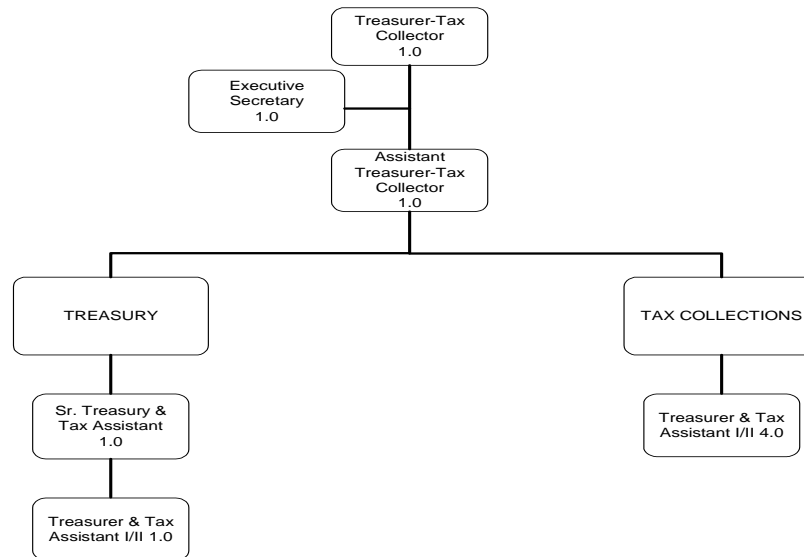 Treasurer-Tax
Collector
1.0
Executive
Secretary
1.0
Assistant
Treasurer-Tax
Collector
1.0
TREASURY
TAX COLLECTIONS
Sr. Treasury &
Tax Assistant
1.0
Treasurer & Tax
Assistant I/II 4.0
Treasurer & Tax
Assistant I/II 1.0